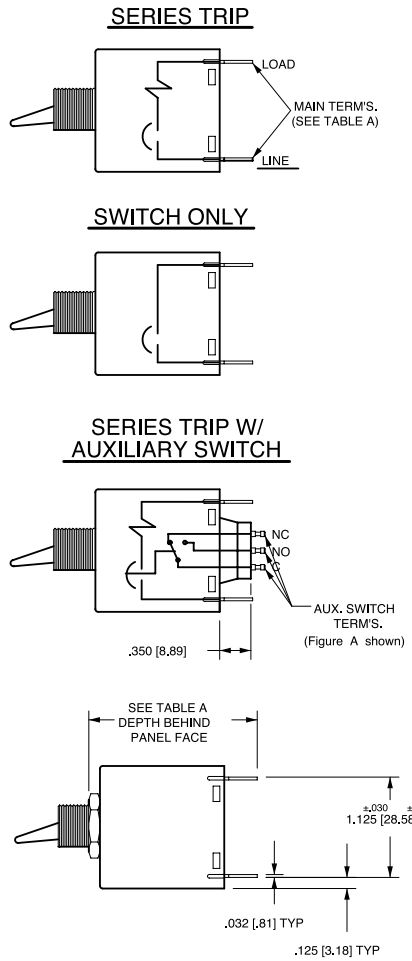 SERIES TRIP
LOAD
MAIN TERM'S.
(SEE TABLE A)
LINE
SWITCH ONLY
SERIES TRIP W/
AUXILIARY SWITCH
NC
NO
C
AUX. SWITCH
TERM'S.
(Figure A shown)
.350 [8.89]
SEE TABLE A
DEPTH BEHIND
PANEL FACE
±.030 ±
1.125 [28.58
.032 [.81] TYP
.125 [3.18] TYP